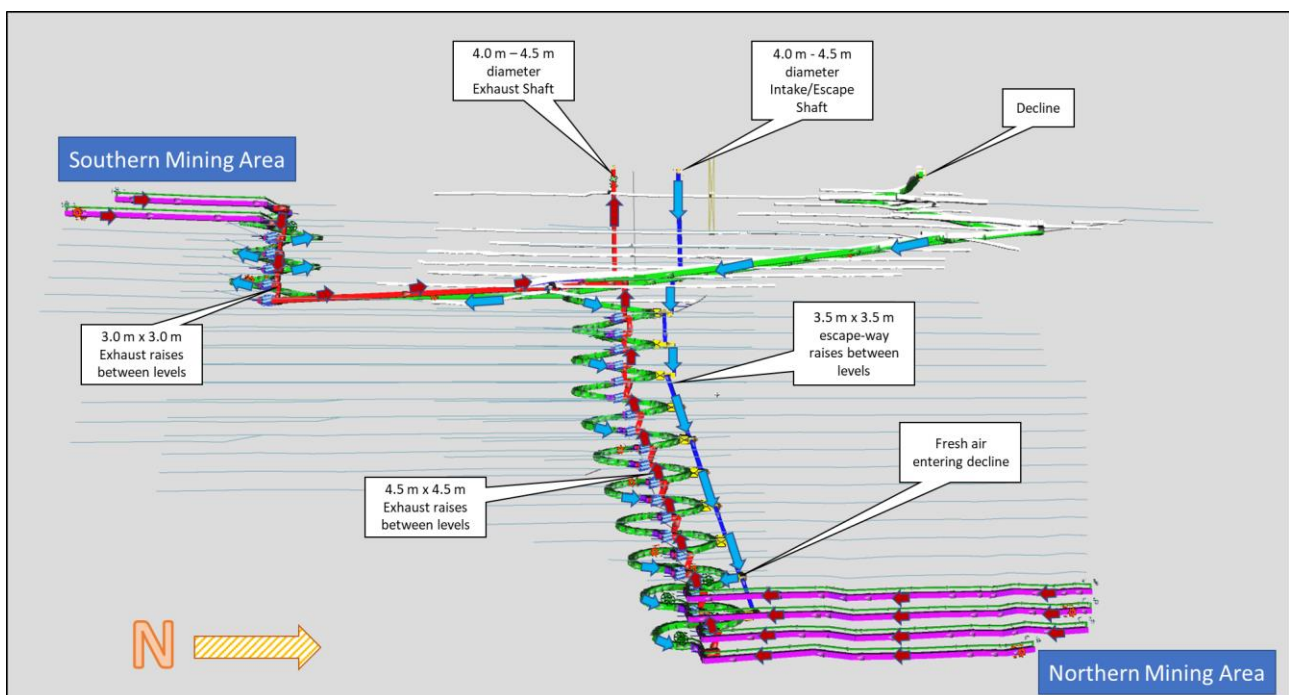 4.0 m – 4.5 m
diameter
Exhaust Shaft
4.0 m - 4.5 m
diameter
Intake/Escape
Shaft
Decline
Southern Mining Area
3.0 m x 3.0 m
Exhaust raises
between levels
3.5 m x 3.5 m
escape-way
raises between
levels
Fresh air
entering decline
4.5 m x 4.5 m
Exhaust raises
between levels
N
Northern Mining Area